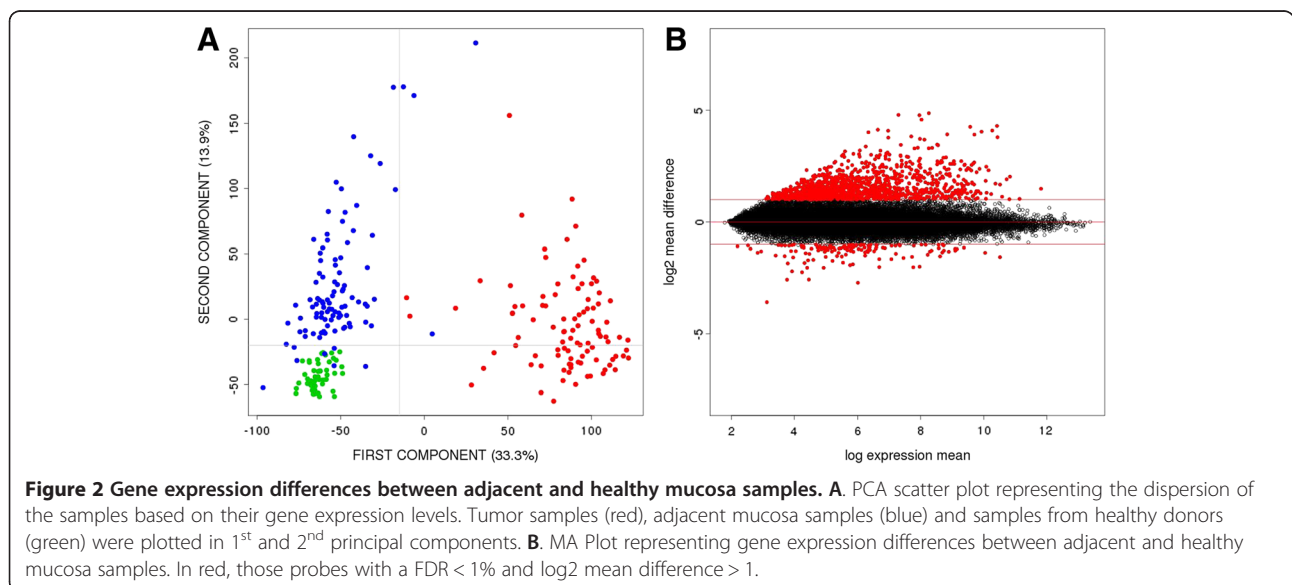 A
SECOND COMPONENT (13.9%)
200
150
100
50
0
-50
-100
-50
0
50
100
FIRST COMPONENT (33.3%)
B
log2 mean difference
5
0
-5
2
4
6
8
10
12
log expression mean
Figure 2 Gene expression differences between adjacent and healthy mucosa samples. A. PCA scatter plot representing the dispersion of
the samples based on their gene expression levels. Tumor samples (red), adjacent mucosa samples (blue) and samples from healthy donors
(green) were plotted in 1st and 2nd principal components. B. MA Plot representing gene expression differences between adjacent and healthy
mucosa samples. In red, those probes with a FDR < 1% and log2 mean difference > 1.